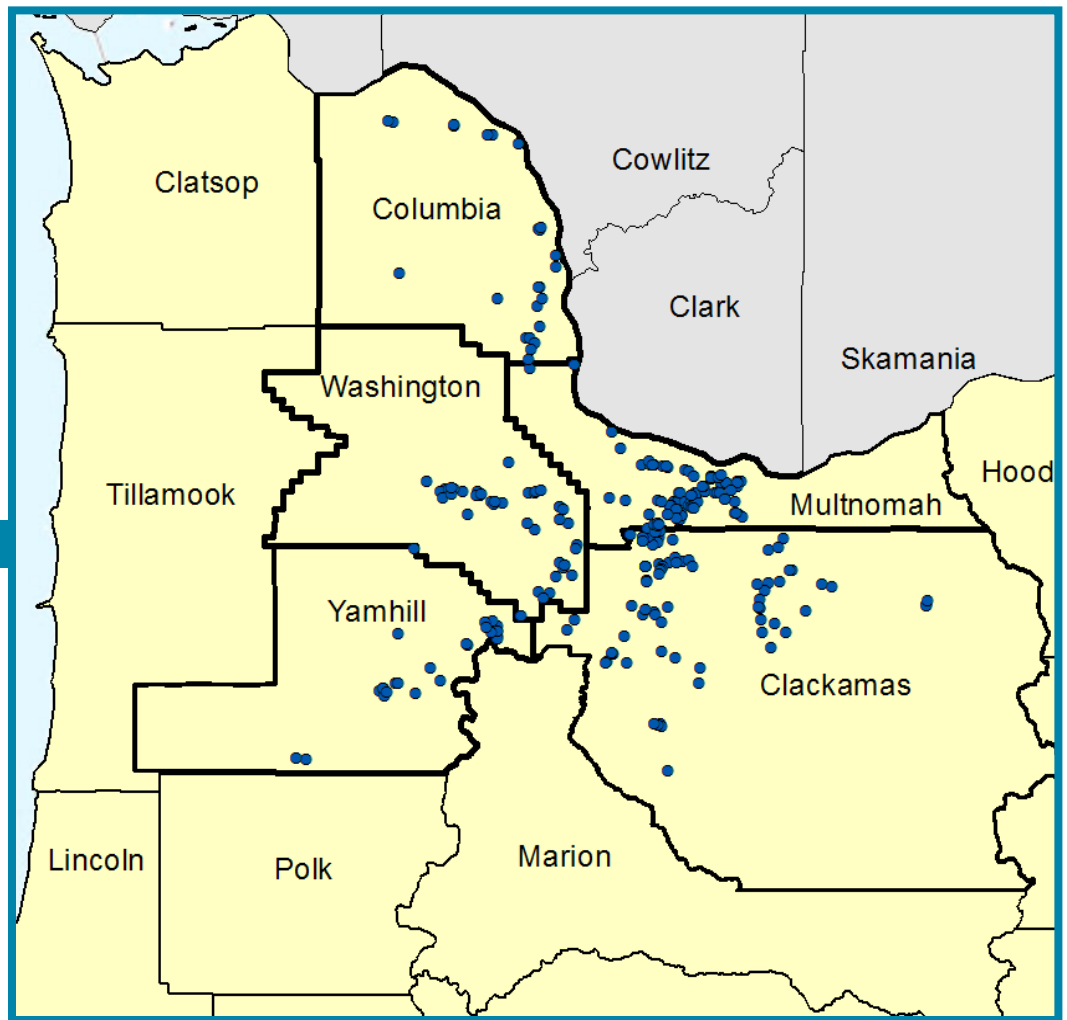 Cowlitz
Clatsop
Columbia
Clark
Skamania
Washington
Hood
Tillamook
Multnomah
Yamhill
Clackamas
Lincoln
Polk
Marion